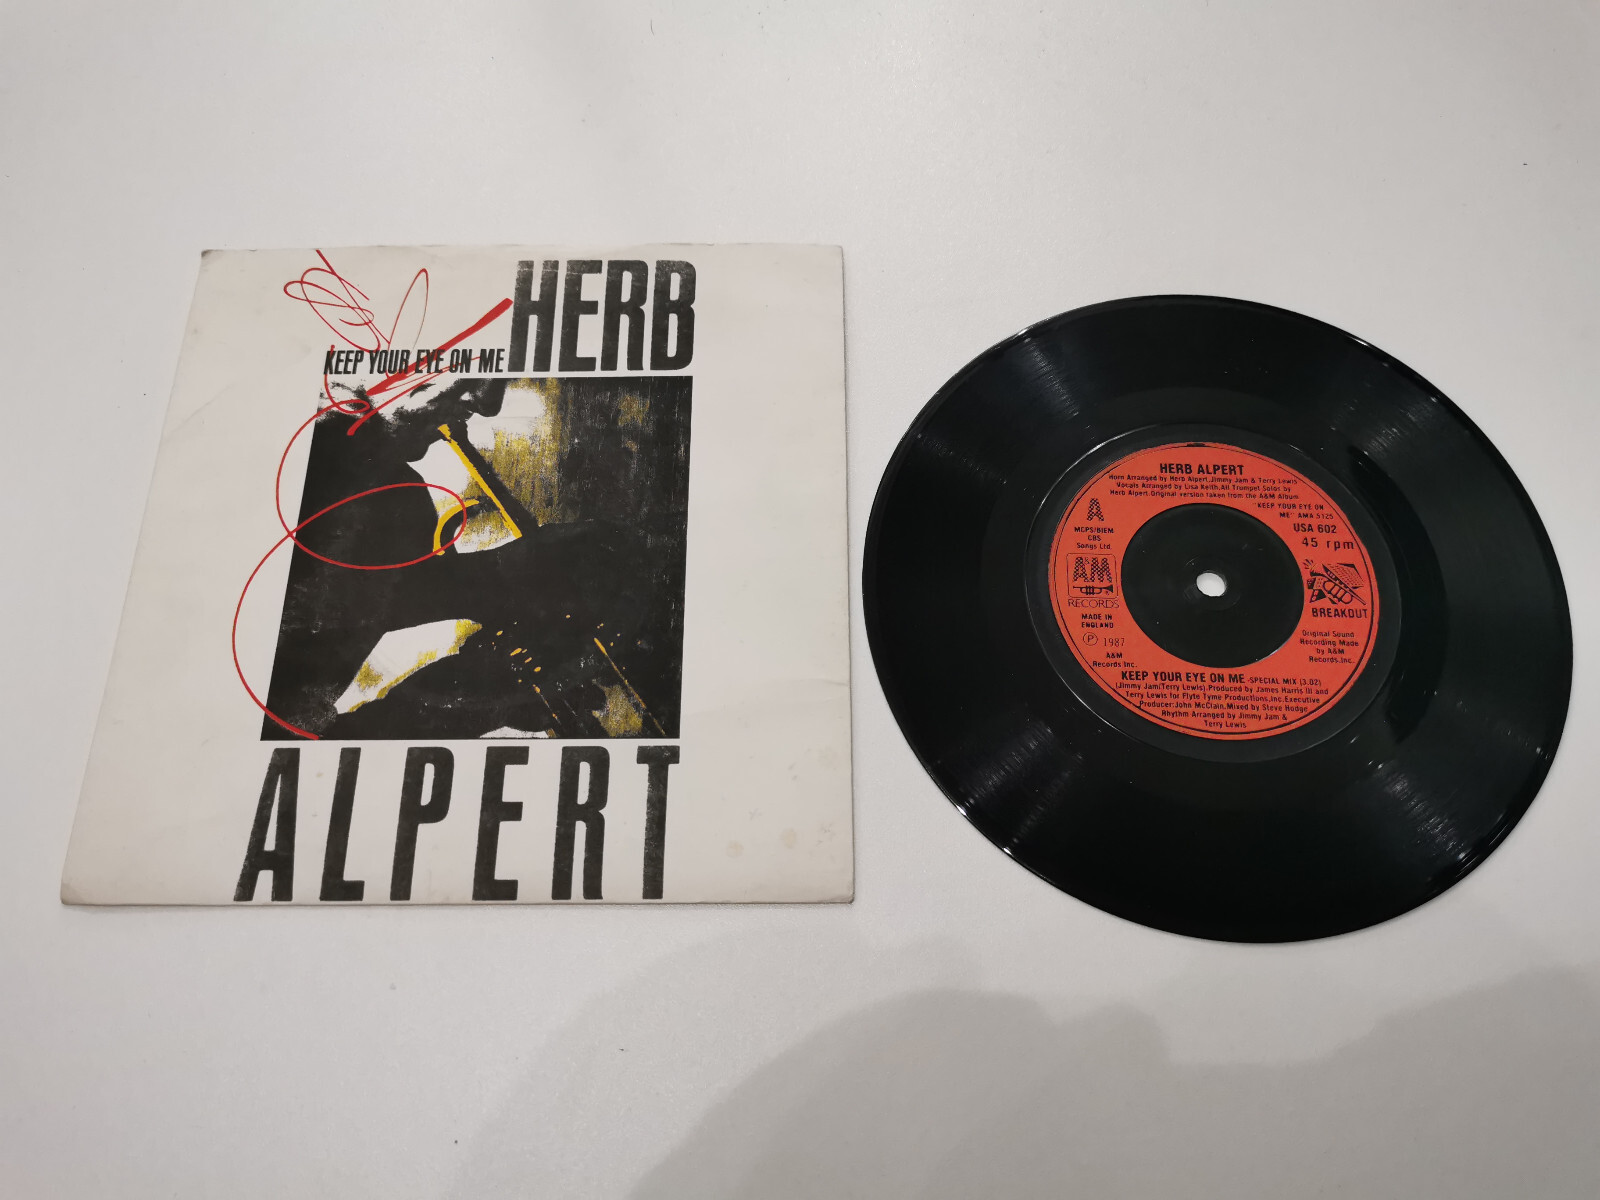 HERB
KEEP YOUR EYE ON ME
ALPERT
HERB ALPERT
Horn Arranged by Herb Alpert,Jimmy Jam & Terry Lewis
Vocals Arranged by Lisa Keith.All Trumpet Solos by
Herb Alpert.Original version taken from the A&M Album
"KEEP YOUR EYE ON
ME" AMA 5125
A
USA 602
MCPS/BIEM
CBS
Songs Ltd.
45 rpm
A&M
RECORDS
BREAKOUT
MADE IN
ENGLAND
℗ 1987
A&M
Records Inc.
Original Sound
Recording Made
by A&M
Records.Inc.
KEEP YOUR EYE ON ME -SPECIAL MIX (3.02)
(Jimmy Jam/Terry Lewis).Produced by James Harris III and
Terry Lewis for Flyte Tyme Productions,Inc.Executive
Producer:John McClain.Mixed by Steve Hodge
Rhythm Arranged by Jimmy Jam &
Terry Lewis